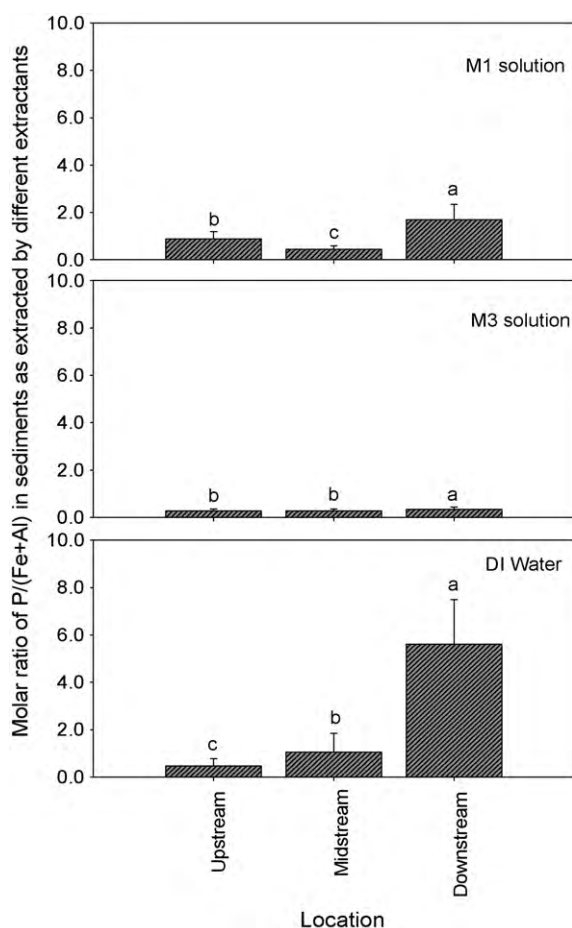 Molar ratio of P/(Fe+Al) in sediments as extracted by different extractants
10.0
8.0
6.0
4.0
2.0
0.0
M1 solution
b
c
a
10.0
8.0
6.0
4.0
2.0
0.0
M3 solution
b
b
a
10.0
8.0
6.0
4.0
2.0
0.0
DI Water
c
b
a
Upstream
Midstream
Downstream
Location